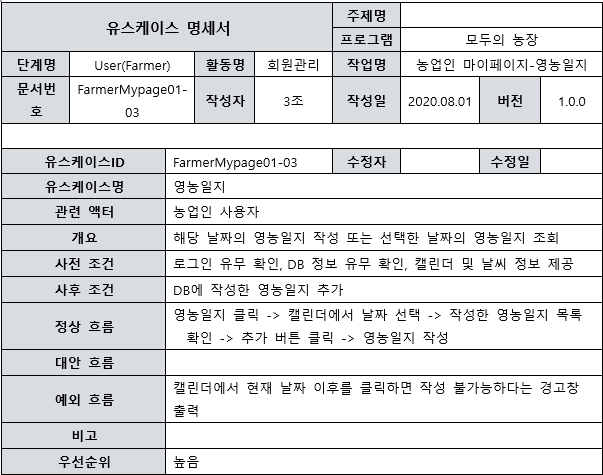 유스케이스 명세서
주제명
프로그램 모두의 농장
단계명 User(Farmer) 활동명 회원관리 작업명 농업인 마이페이지-영농일지
문서번
호
FarmerMypage01-
03
작성자 3조 작성일 2020.08.01 버전 1.0.0
유스케이스ID FarmerMypage01-03 수정자 수정일
유스케이스명 영농일지
관련 액터 농업인 사용자
개요 해당 날짜의 영농일지 작성 또는 선택한 날짜의 영농일지 조회
사전 조건 로그인 유무 확인, DB 정보 유무 확인, 캘린더 및 날씨 정보 제공
사후 조건 DB에 작성한 영농일지 추가
정상 흐름 영농일지 클릭 -> 캘린더에서 날짜 선택 -> 작성한 영농일지 목록
확인 -> 추가 버튼 클릭 -> 영농일지 작성
대안 흐름
예외 흐름 캘린더에서 현재 날짜 이후를 클릭하면 작성 불가능하다는 경고창
출력
비고
우선순위 높음